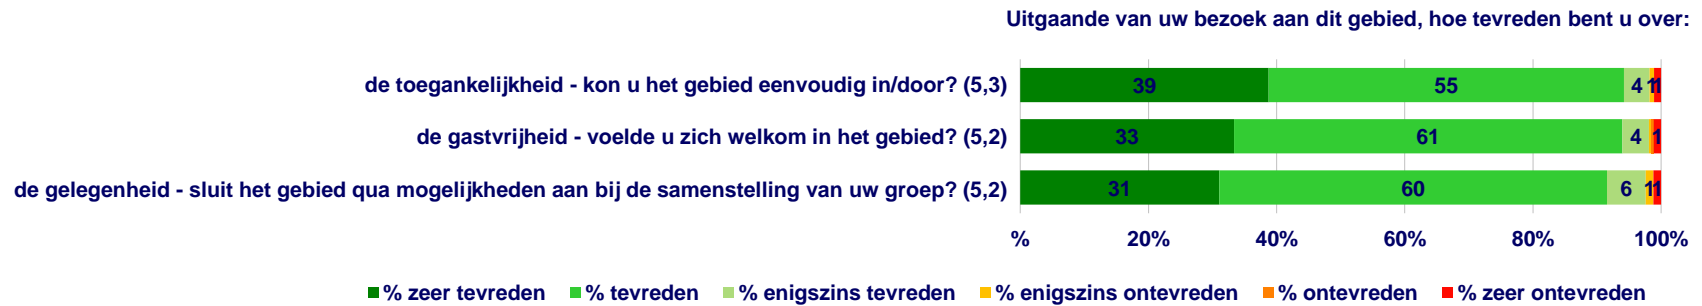 Uitgaande van uw bezoek aan dit gebied, hoe tevreden bent u over:
de toegankelijkheid - kon u het gebied eenvoudig in/door? (5,3) 39 55 4 1 1
de gastvrijheid - voelde u zich welkom in het gebied? (5,2) 33 61 4 1
de gelegenheid - sluit het gebied qua mogelijkheden aan bij de samenstelling van uw groep? (5,2) 31 60 6 1 1
% 20% 40% 60% 80% 100%
% zeer tevreden % tevreden % enigszins tevreden % enigszins ontevreden % ontevreden % zeer ontevreden